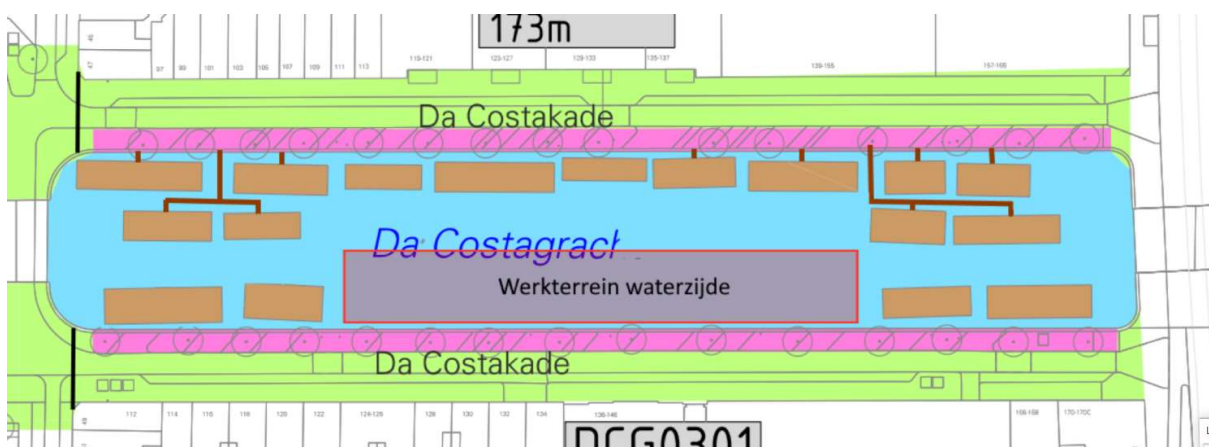 173m
97 99 101 103 105 107 109 111 113 119-121 123-127 129-133 135-137 139-155 157-165
Da Costakade
Da Costagrach
Werkterrein waterzijde
Da Costakade
112 114 116 118 120 122 124-126 128 130 132 134 136-146 168-168 170-170C
DCG0301